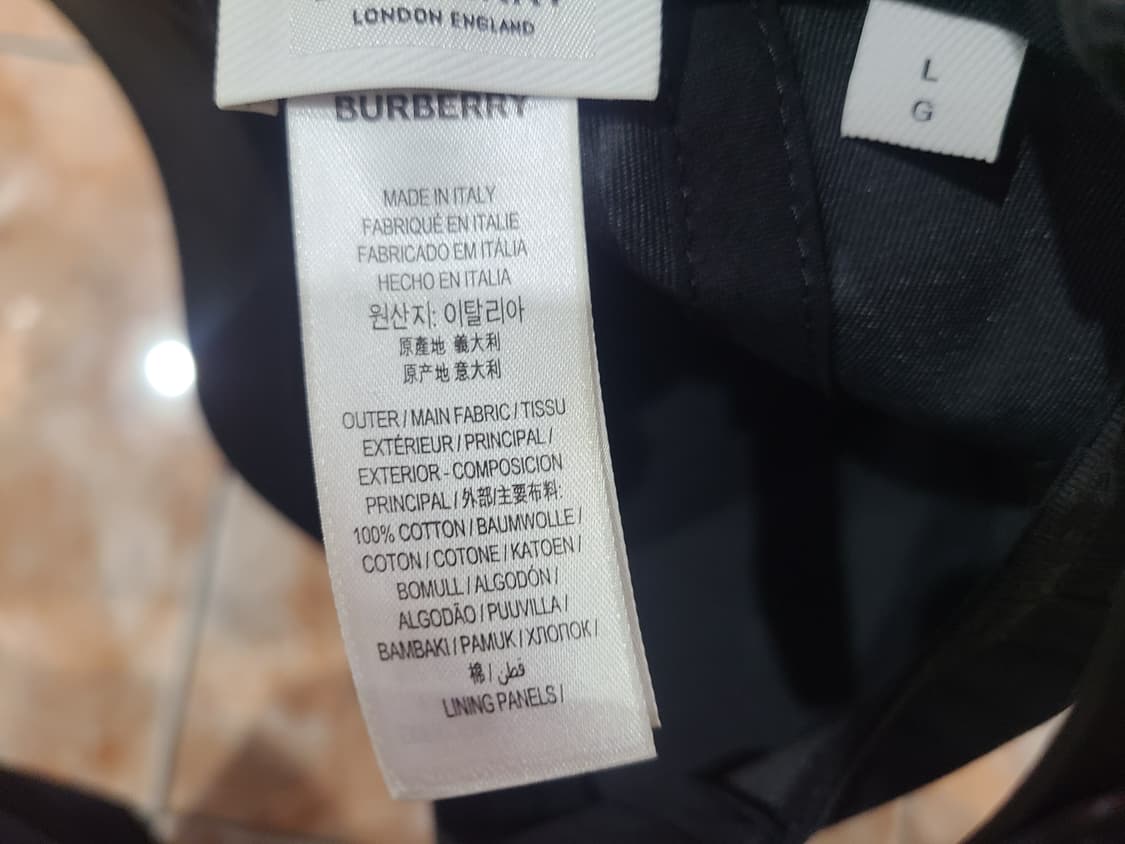 LONDON ENGLAND
L
G
BURBERRY
MADE IN ITALY
FABRIQUÉ EN ITALIE
FABRICADO EM ITÁLIA
HECHO EN ITALIA
원산지: 이탈리아
原產地 義大利
原产地 意大利
OUTER / MAIN FABRIC / TISSU
EXTÉRIEUR / PRINCIPAL /
EXTERIOR - COMPOSICION
PRINCIPAL / 外部/主要布料:
100% COTTON / BAUMWOLLE /
COTON / COTONE / KATOEN /
BOMULL / ALGODÓN /
ALGODÃO / PUUVILLA /
BAMBAKI / PAMUK / ХЛОПОК /
棉 / قطن
LINING PANELS /